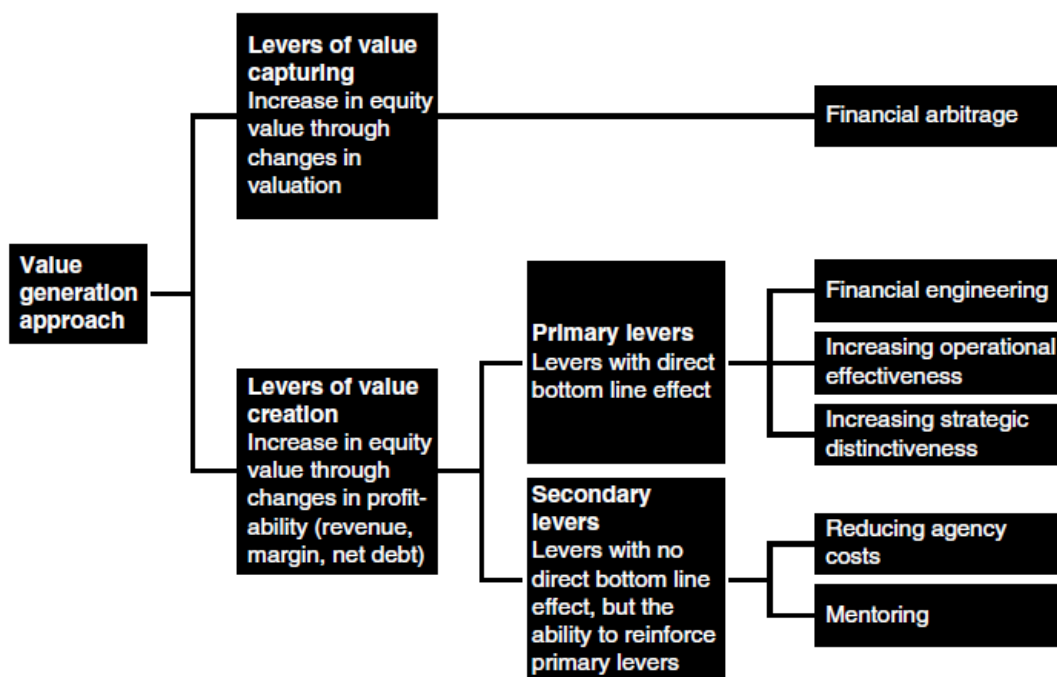 Value
generation
approach
Levers of value
capturing
Increase in equity
value through
changes in
valuation
Financial arbitrage
Levers of value
creation
Increase in equity
value through
changes in profit-
ability (revenue,
margin, net debt)
Primary levers
Levers with direct
bottom line effect
Financial engineering
Increasing operational
effectiveness
Increasing strategic
distinctiveness
Secondary
levers
Levers with no
direct bottom line
effect, but the
ability to reinforce
primary levers
Reducing agency
costs
Mentoring